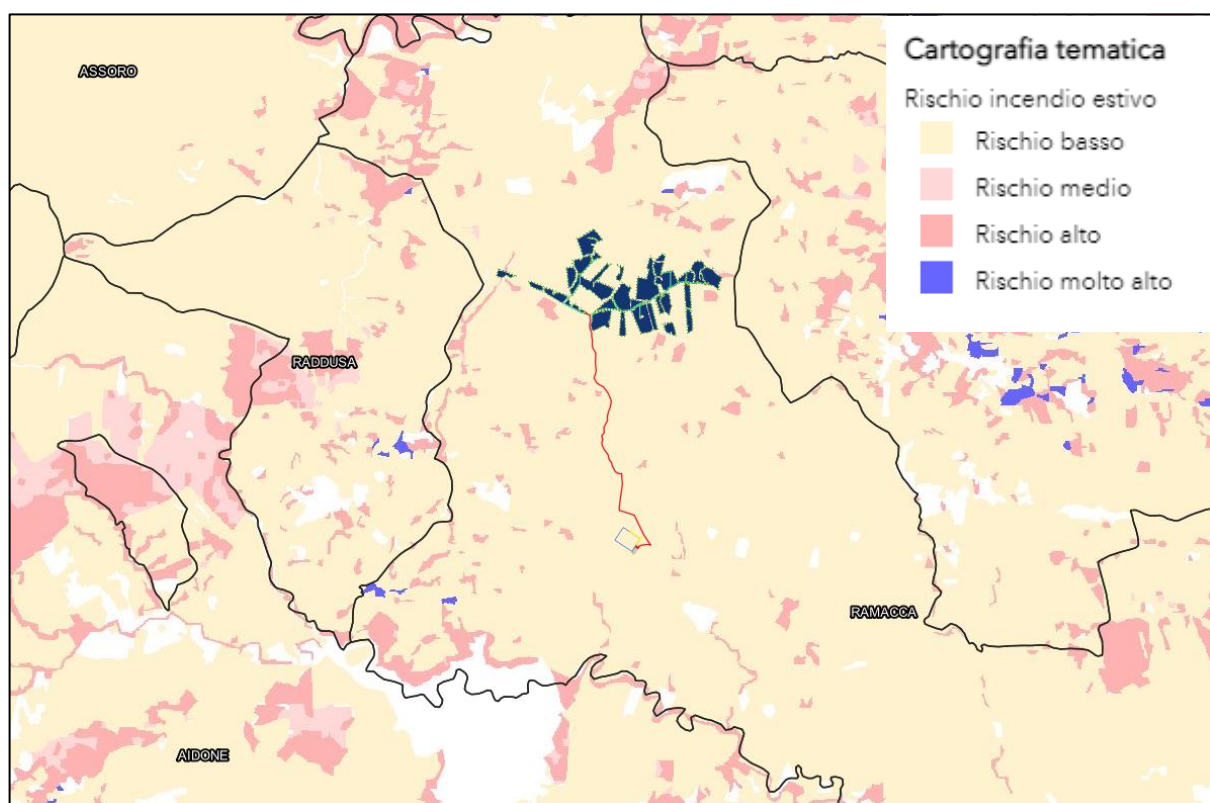 Cartografia tematica
Rischio incendio estivo
Rischio basso
Rischio medio
Rischio alto
Rischio molto alto
ASSORO
RADDUSA
RAMACCA
AIDONE